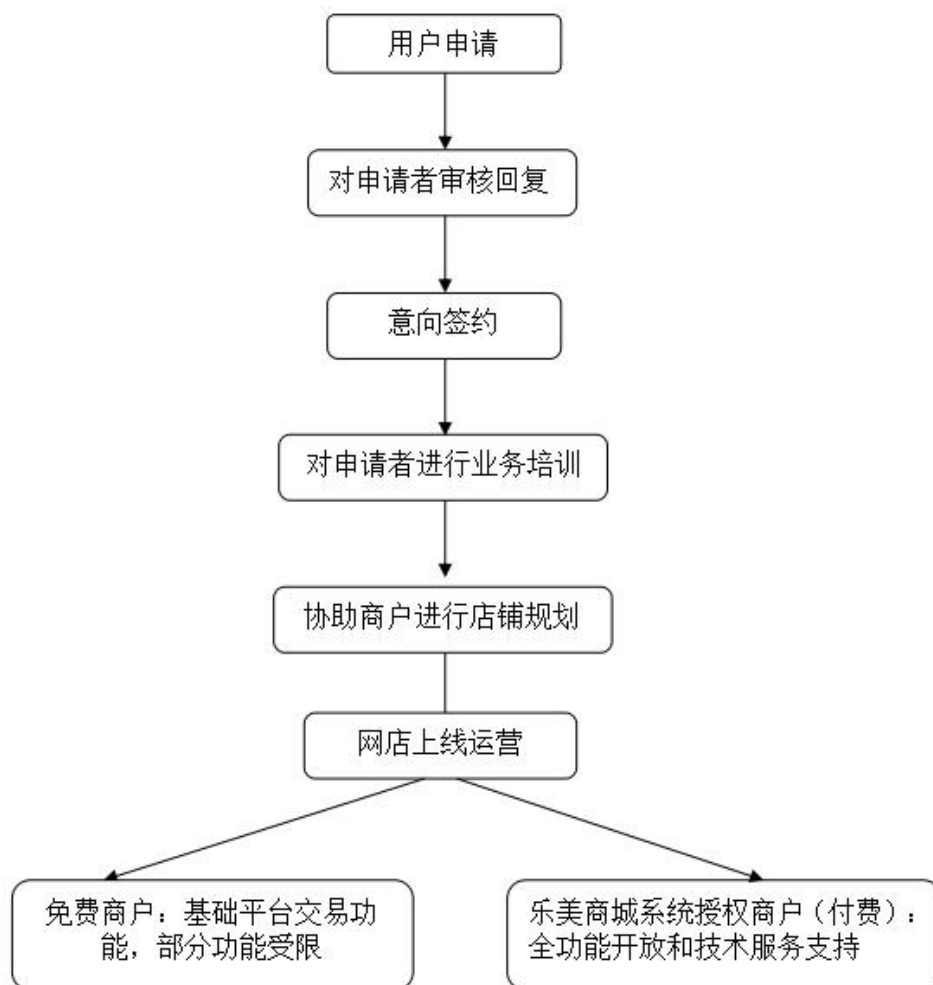 用户申请
对申请者审核回复
意向签约
对申请者进行业务培训
协助商户进行店铺规划
网店上线运营
免费商户：基础平台交易功
能，部分功能受限
乐美商城系统授权商户（付费）：
全功能开放和技术服务支持